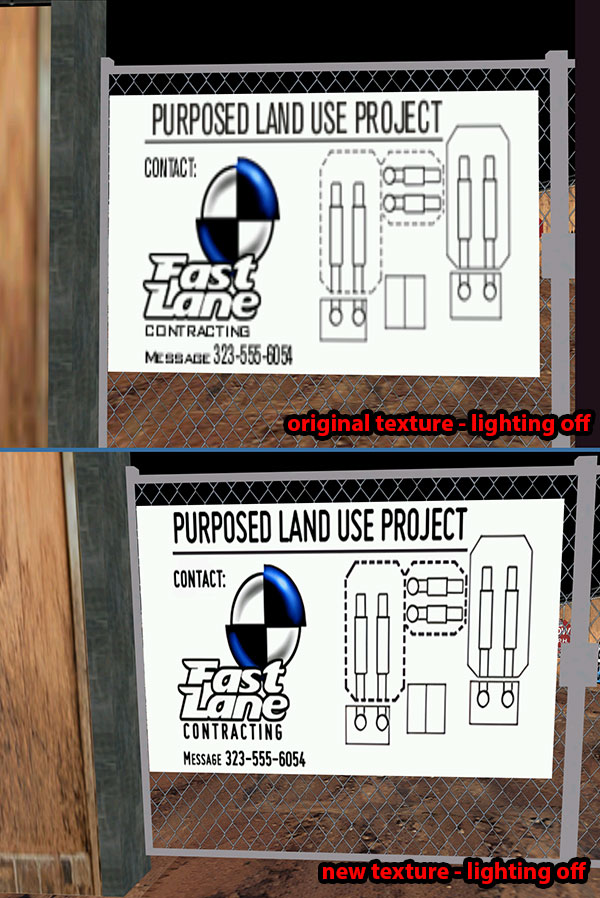 PURPOSED LAND USE PROJECT
CONTACT:
Fast
Lane
CONTRACTING
MESSAGE 323-555-6054
original texture - lighting off
PURPOSED LAND USE PROJECT
CONTACT:
Fast
Lane
CONTRACTING
MESSAGE 323-555-6054
new texture - lighting off